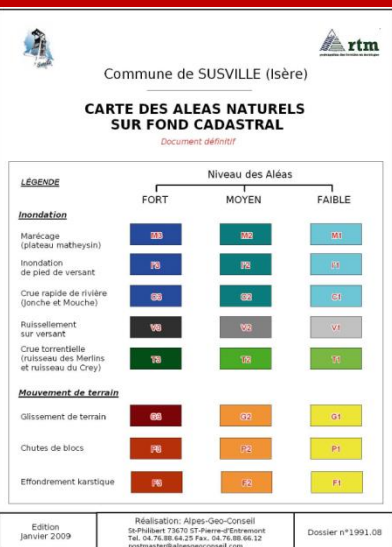 rtm
Commune de SUSVILLE (Isère)
CARTE DES ALEAS NATURELS
SUR FOND CADASTRAL
Document définitif
LÉGENDE
Niveau des Aléas
FORT MOYEN FAIBLE
Inondation
Marécage
(plateau matheysin)
M3 M2 M1
Inondation
de pied de versant
I'2 I'1
Crue rapide de rivière
(Jonche et Mouche)
C3 C2 C1
Ruissellement
sur versant
V3 V2 V1
Crue torrentielle
(ruisseau des Merlins
et ruisseau du Crey)
T3 T2 T1
Mouvement de terrain
Glissement de terrain
G3 G2 G1
Chutes de blocs
P3 P2 P1
Effondrement karstique
F3 F2 F1
Edition
Janvier 2009
Réalisation: Alpes-Geo-Conseil
St-Philibert 73670 ST-Pierre-d'Entremont
Tel. 04.76.88.64.25 Fax. 04.76.88.66.12
postmaster@alpesgeoconseil.com
Dossier n°1991.08